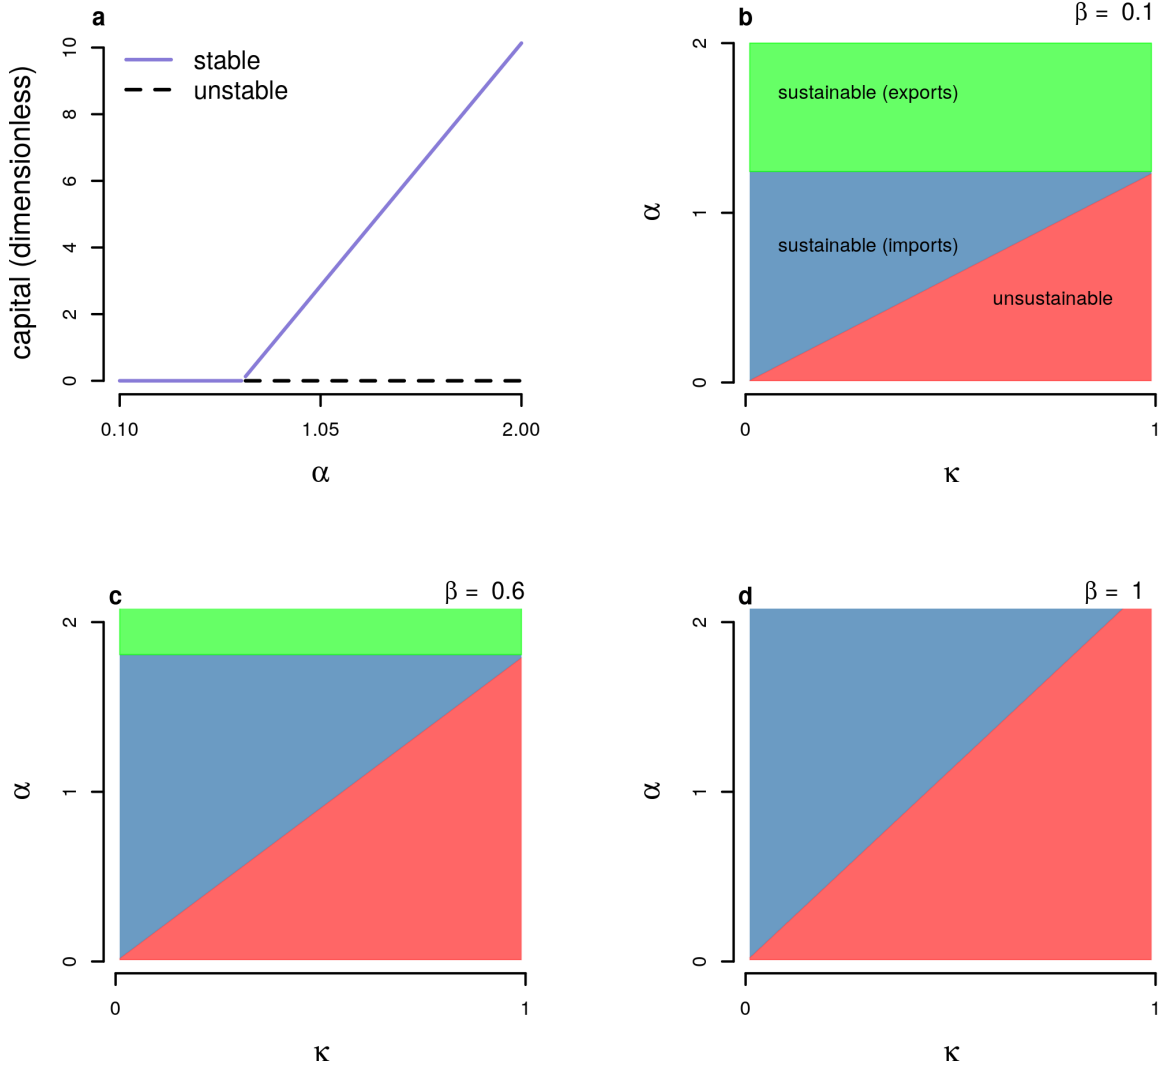 a
stable
unstable
capital (dimensionless)
10
8
6
4
2
0
0.10 1.05 2.00
α
b
β = 0.1
sustainable (exports)
sustainable (imports)
unsustainable
α
2
1
0
0 1
κ
c
β = 0.6
α
2
1
0
0 1
κ
d
β = 1
α
2
1
0
0 1
κ